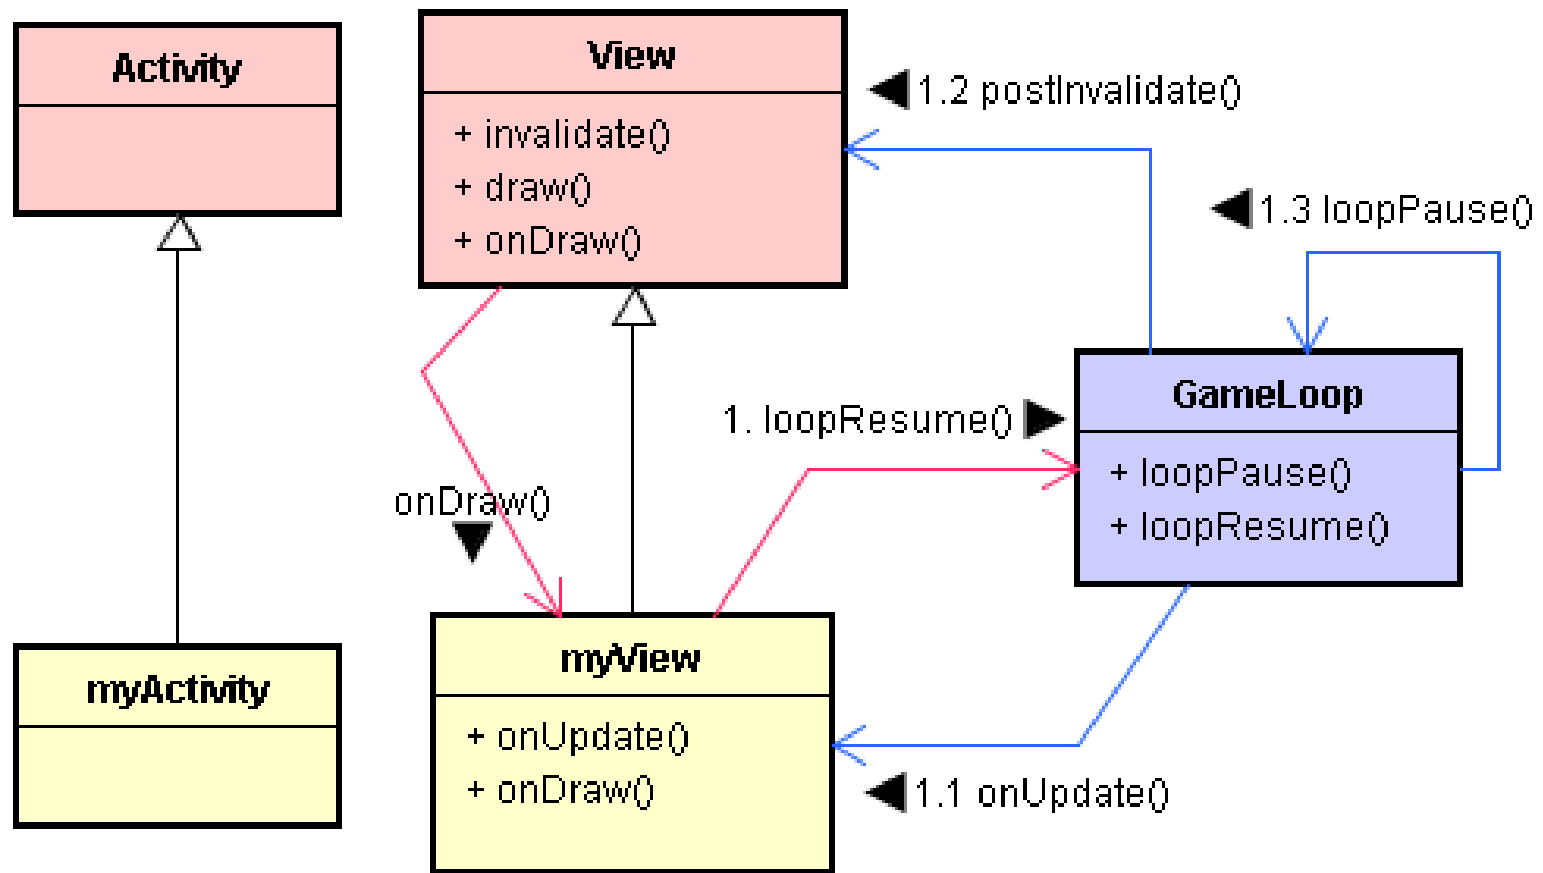 Activity
View
+ invalidate()
+ draw()
+ onDraw()
1.2 postInvalidate()
1.3 loopPause()
GameLoop
+ loopPause()
+ loopResume()
1. loopResume()
onDraw()
myActivity
myView
+ onUpdate()
+ onDraw()
1.1 onUpdate()